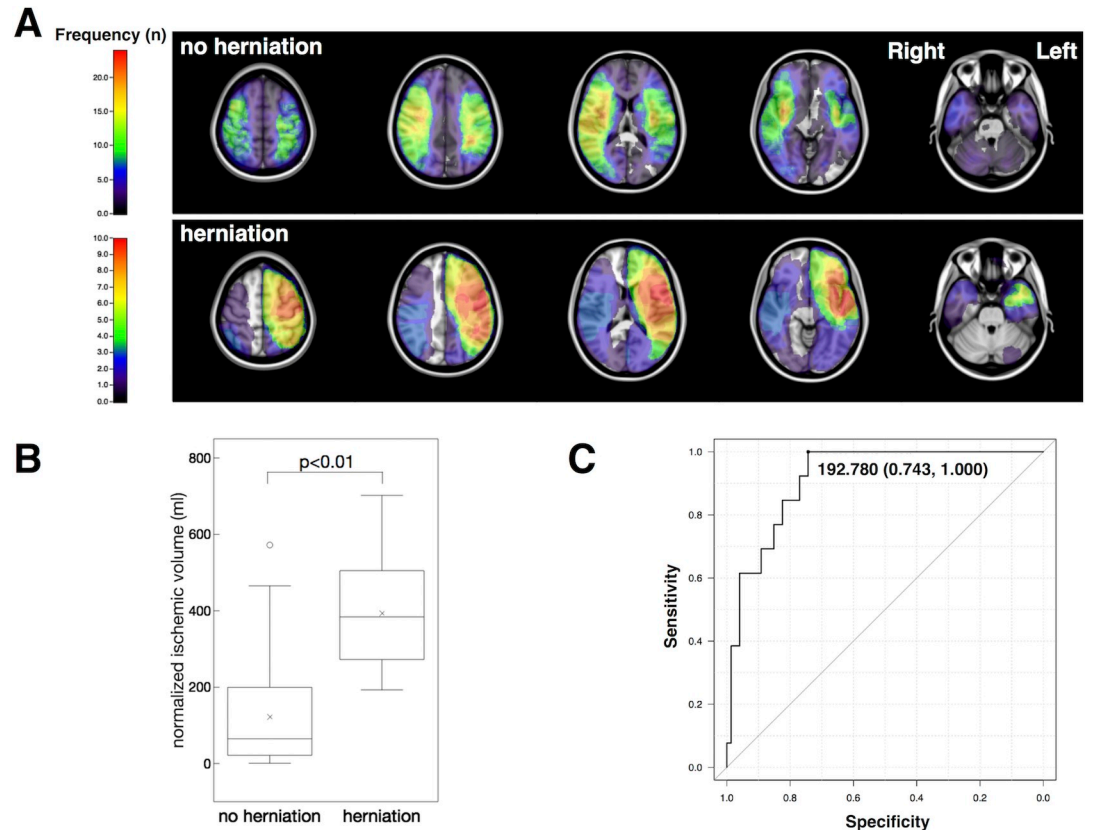 A
Frequency (n)
20.0
15.0
10.0
5.0
0.0
no herniation
Right
Left
10.0
9.0
8.0
7.0
6.0
5.0
4.0
3.0
2.0
1.0
0.0
herniation
B
normalized ischemic volume (ml)
800
600
400
200
0
p<0.01
no herniation
herniation
C
Sensitivity
1.0
0.8
0.6
0.4
0.2
0.0
192.780 (0.743, 1.000)
1.0
0.8
0.6
0.4
0.2
0.0
Specificity